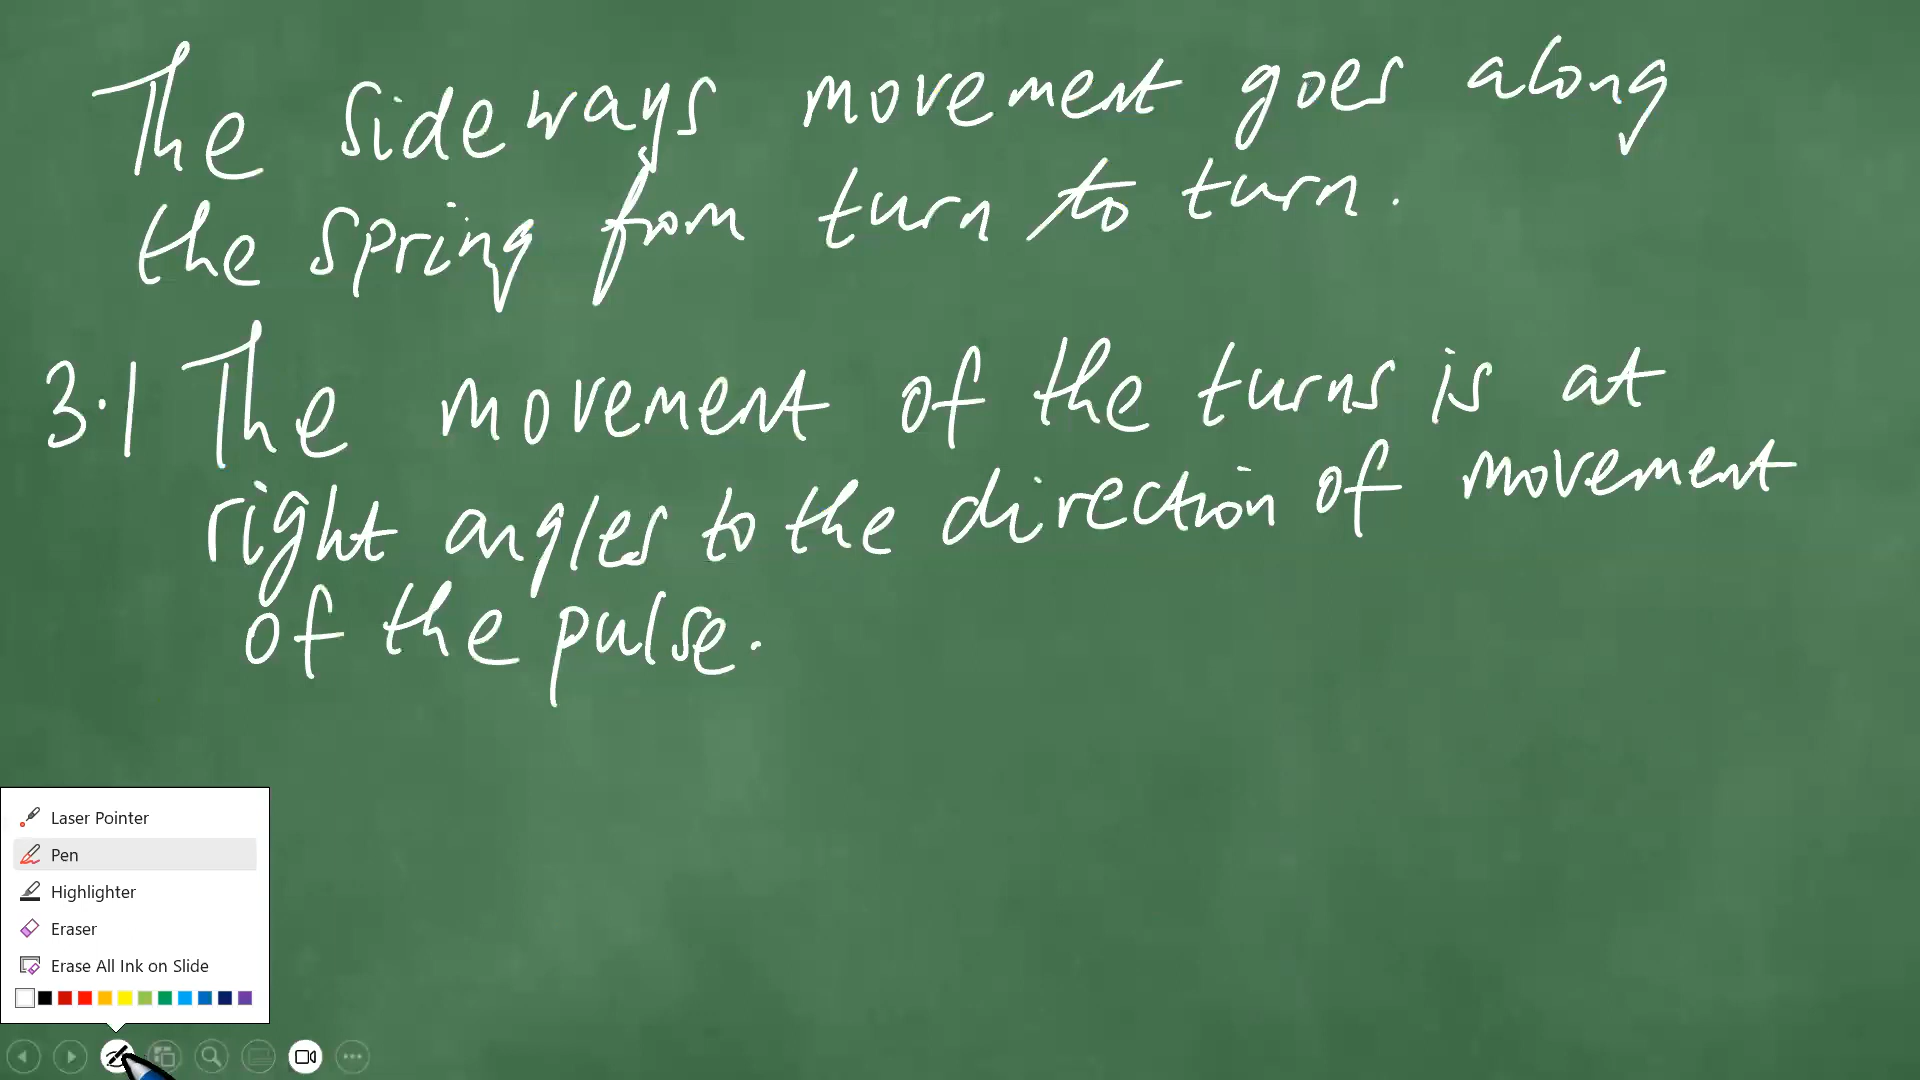 The sideways movement goes along
the spring from turn to turn.
3.1 The movement of the turns is at
right angles to the direction of movement
of the pulse.
Laser Pointer
Pen
Highlighter
Eraser
Erase All Ink on Slide